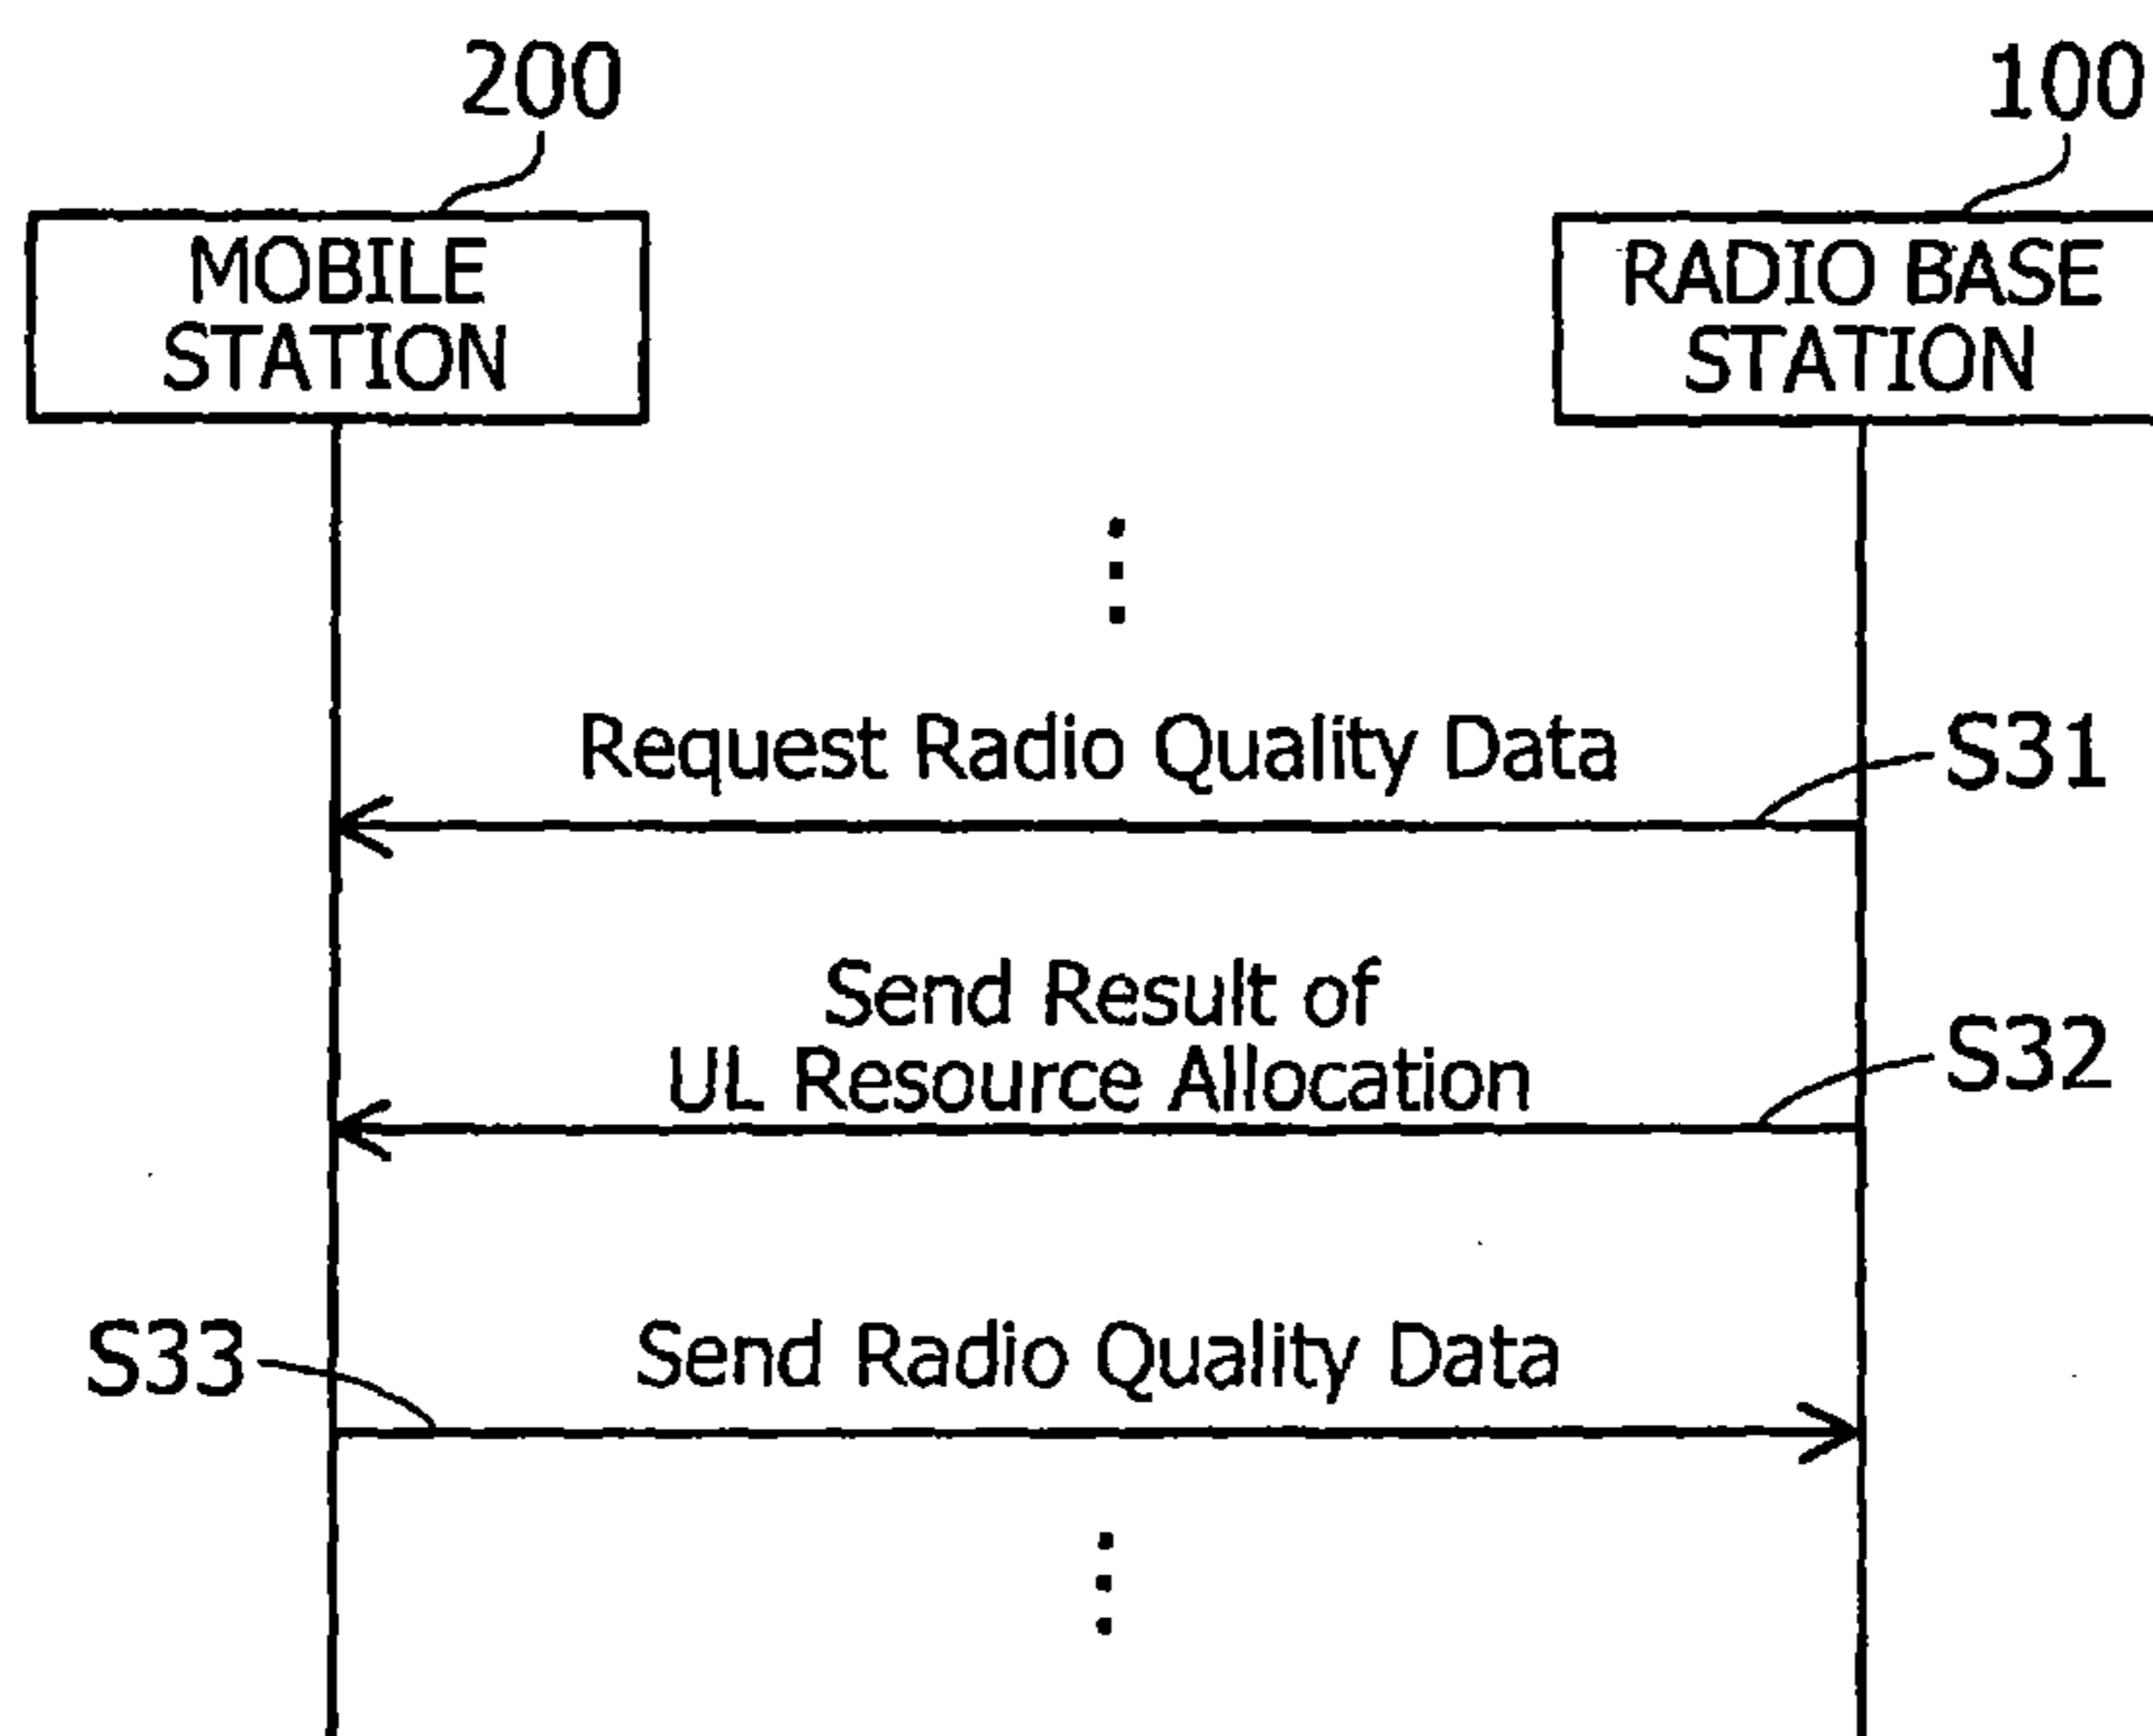 200
100
MOBILE
STATION
RADIO BASE
STATION
Request Radio Quality Data
S31
Send Result of
UL Resource Allocation
S32
S33
Send Radio Quality Data